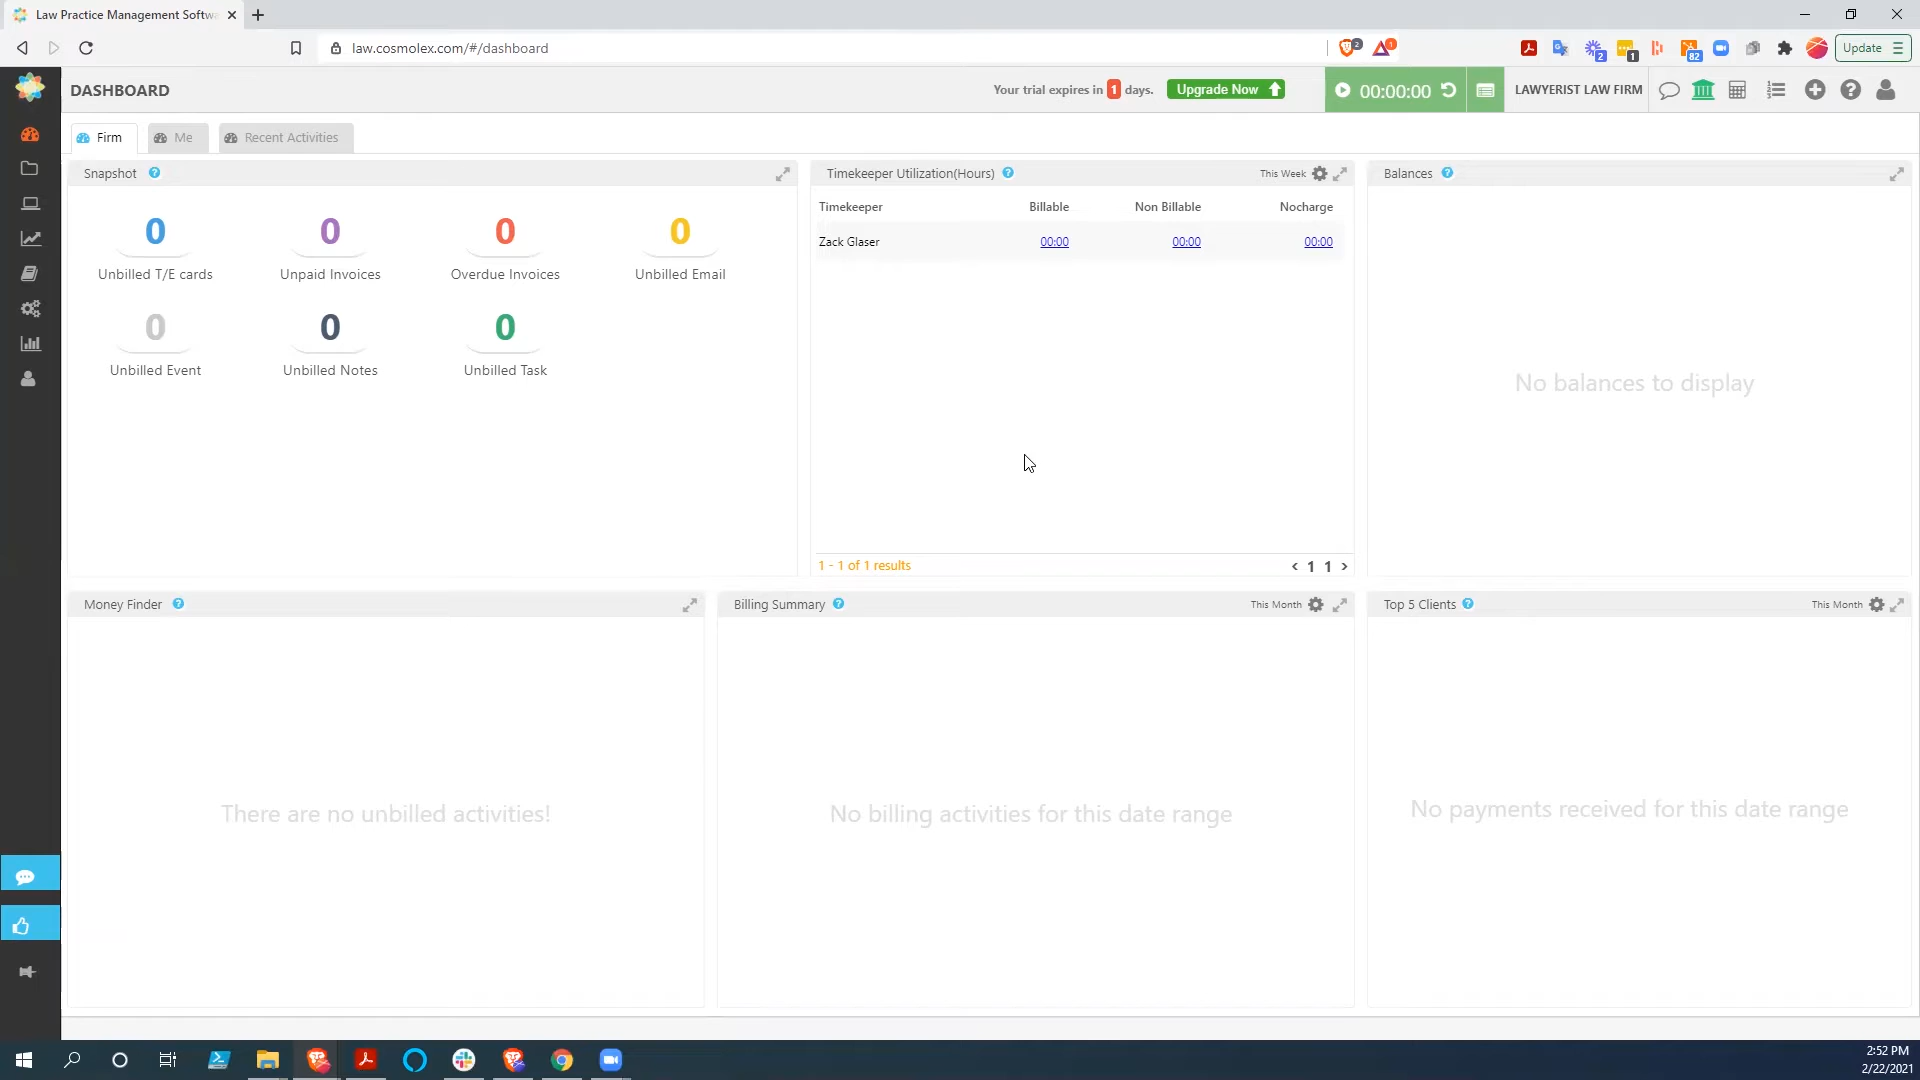 Law Practice Management Softw
law.cosmolex.com/#/dashboard
2
1
2
1
82
Update
DASHBOARD
Your trial expires in 1 days.
Upgrade Now
00:00:00
LAWYERIST LAW FIRM
Firm
Me
Recent Activities
Snapshot
0
Unbilled T/E cards
0
Unpaid Invoices
0
Overdue Invoices
0
Unbilled Email
0
Unbilled Event
0
Unbilled Notes
0
Unbilled Task
Timekeeper Utilization(Hours)
This Week
Timekeeper Billable Non Billable Nocharge
Zack Glaser 00:00 00:00 00:00
1 - 1 of 1 results
< 1 1 >
Balances
No balances to display
Money Finder
There are no unbilled activities!
Billing Summary
This Month
No billing activities for this date range
Top 5 Clients
This Month
No payments received for this date range
2:52 PM
2/22/2021